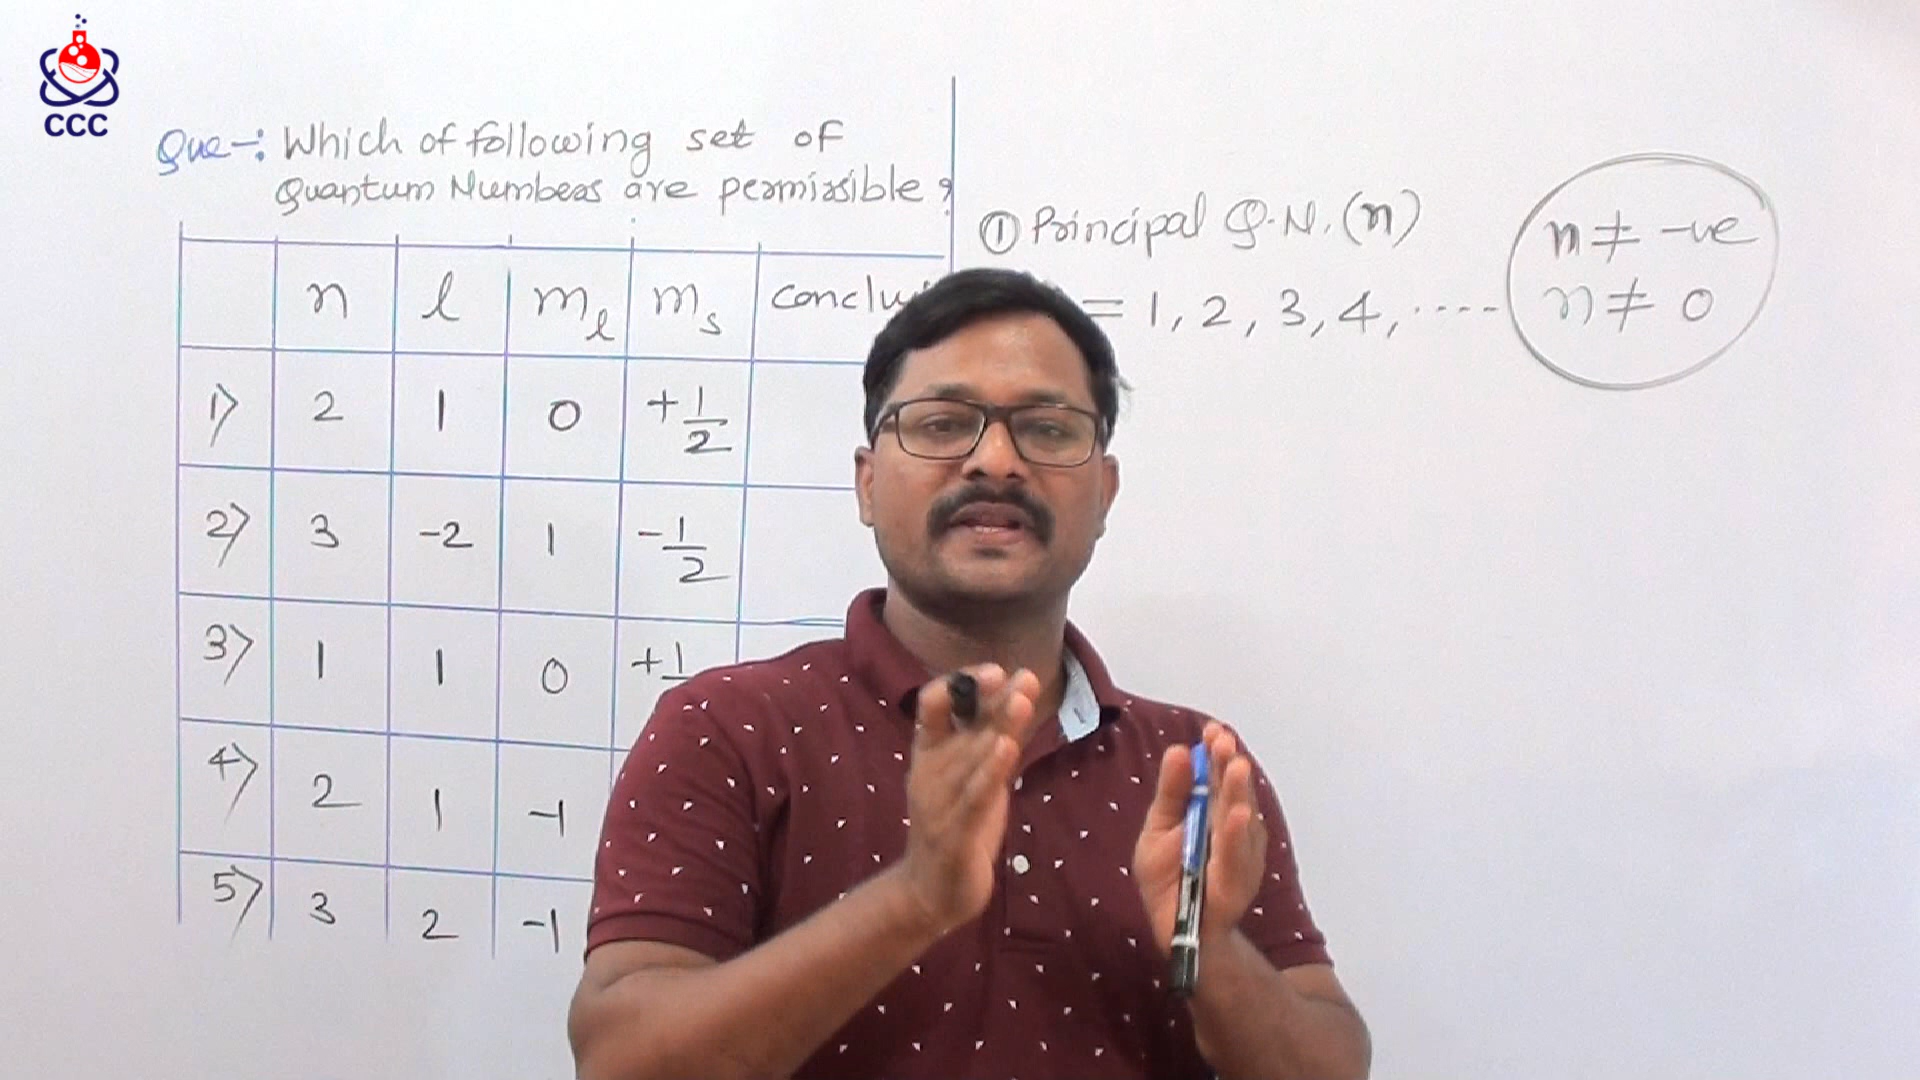 CCC
Que-: Which of following set of
Quantum Numbers are permissible?
n l mₗ mₛ
1) 2 1 0 +1/2
2) 3 -2 1 -1/2
3) 1 1 0 +1
4) 2 1 -1
5) 3 2 -1
① Principal Q.N. (n)
= 1, 2, 3, 4, ....
n ≠ -ve
n ≠ 0